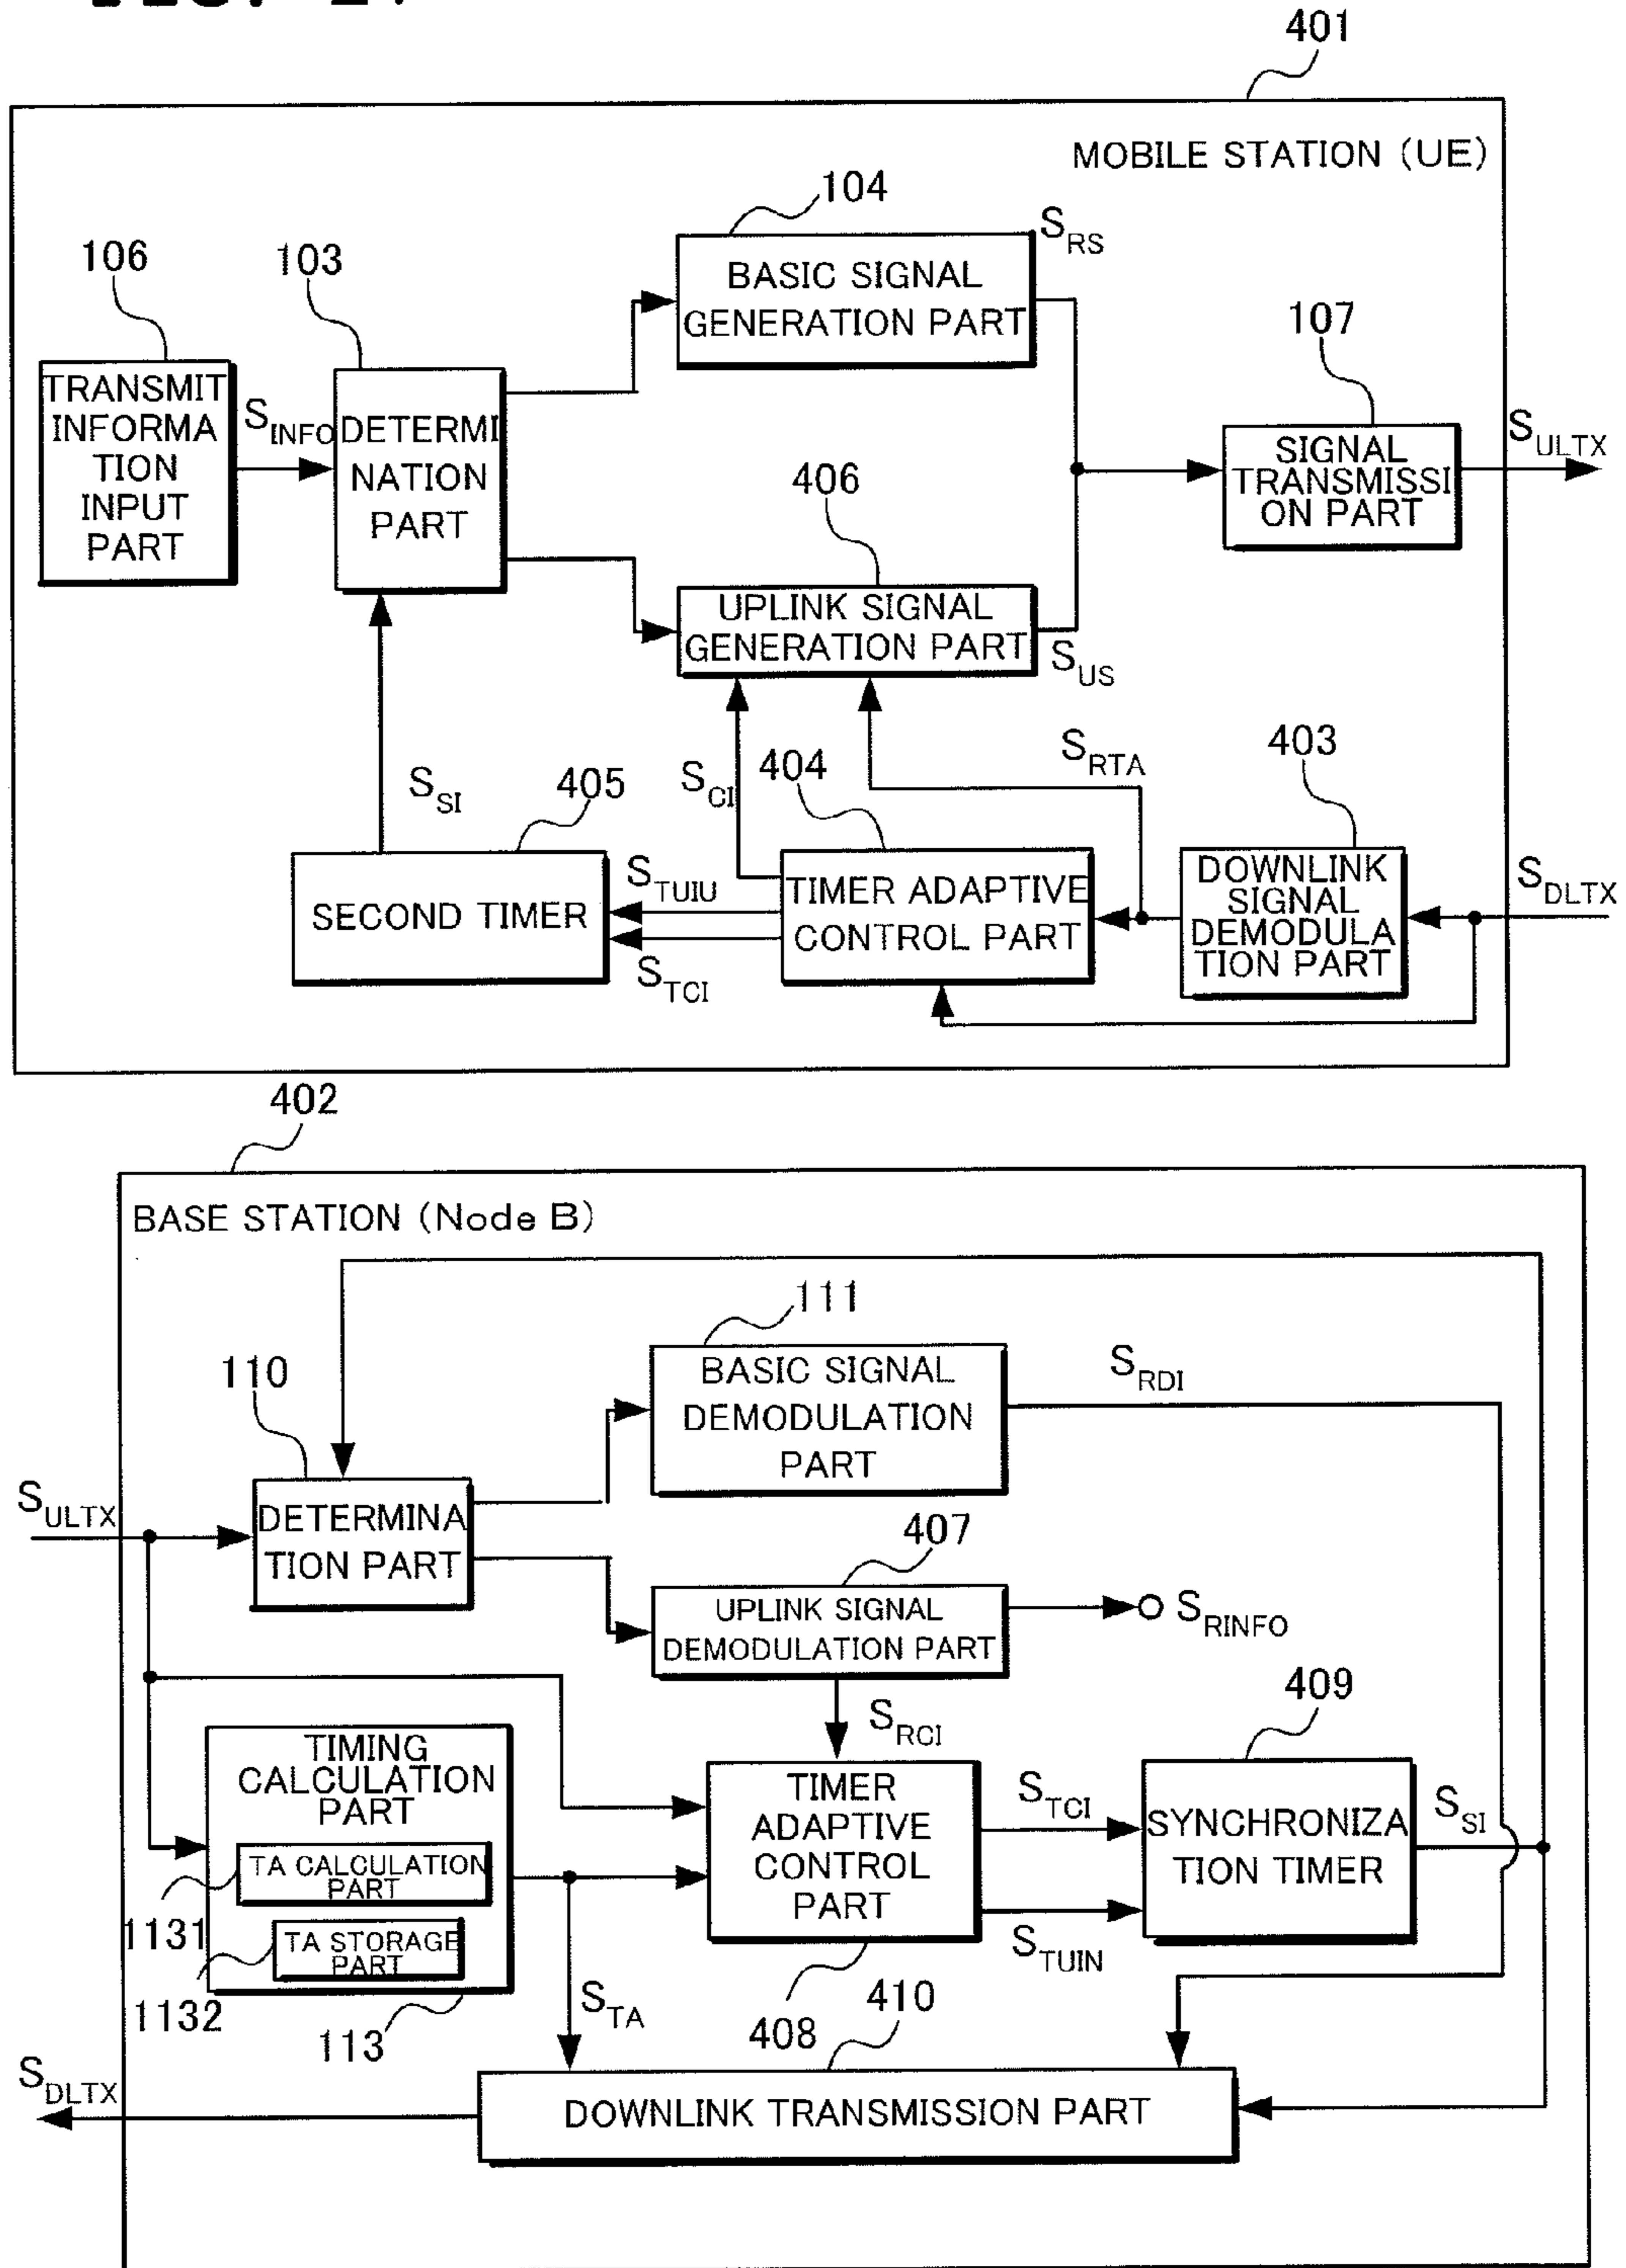 401
MOBILE STATION (UE)
104
S_RS
106
103
BASIC SIGNAL
GENERATION PART
107
TRANSMIT
INFORMA
TION
INPUT
PART
S_INFO
DETERMI
NATION
PART
SIGNAL
TRANSMISSI
ON PART
S_ULTX
406
UPLINK SIGNAL
GENERATION PART
S_US
S_SI
405
S_CI
404
S_RTA
403
SECOND TIMER
S_TUIU
S_TCI
TIMER ADAPTIVE
CONTROL PART
DOWNLINK
SIGNAL
DEMODULA
TION PART
S_DLTX
402
BASE STATION (Node B)
111
110
BASIC SIGNAL
DEMODULATION
PART
S_RDI
S_ULTX
DETERMINA
TION PART
407
UPLINK SIGNAL
DEMODULATION PART
S_RINFO
S_RCI
409
TIMING
CALCULATION
PART
TA CALCULATION
PART
1131
TA STORAGE
PART
1132
113
TIMER
ADAPTIVE
CONTROL
PART
S_TCI
SYNCHRONIZA
TION TIMER
S_SI
S_TUIN
S_TA
408
410
S_DLTX
DOWNLINK TRANSMISSION PART